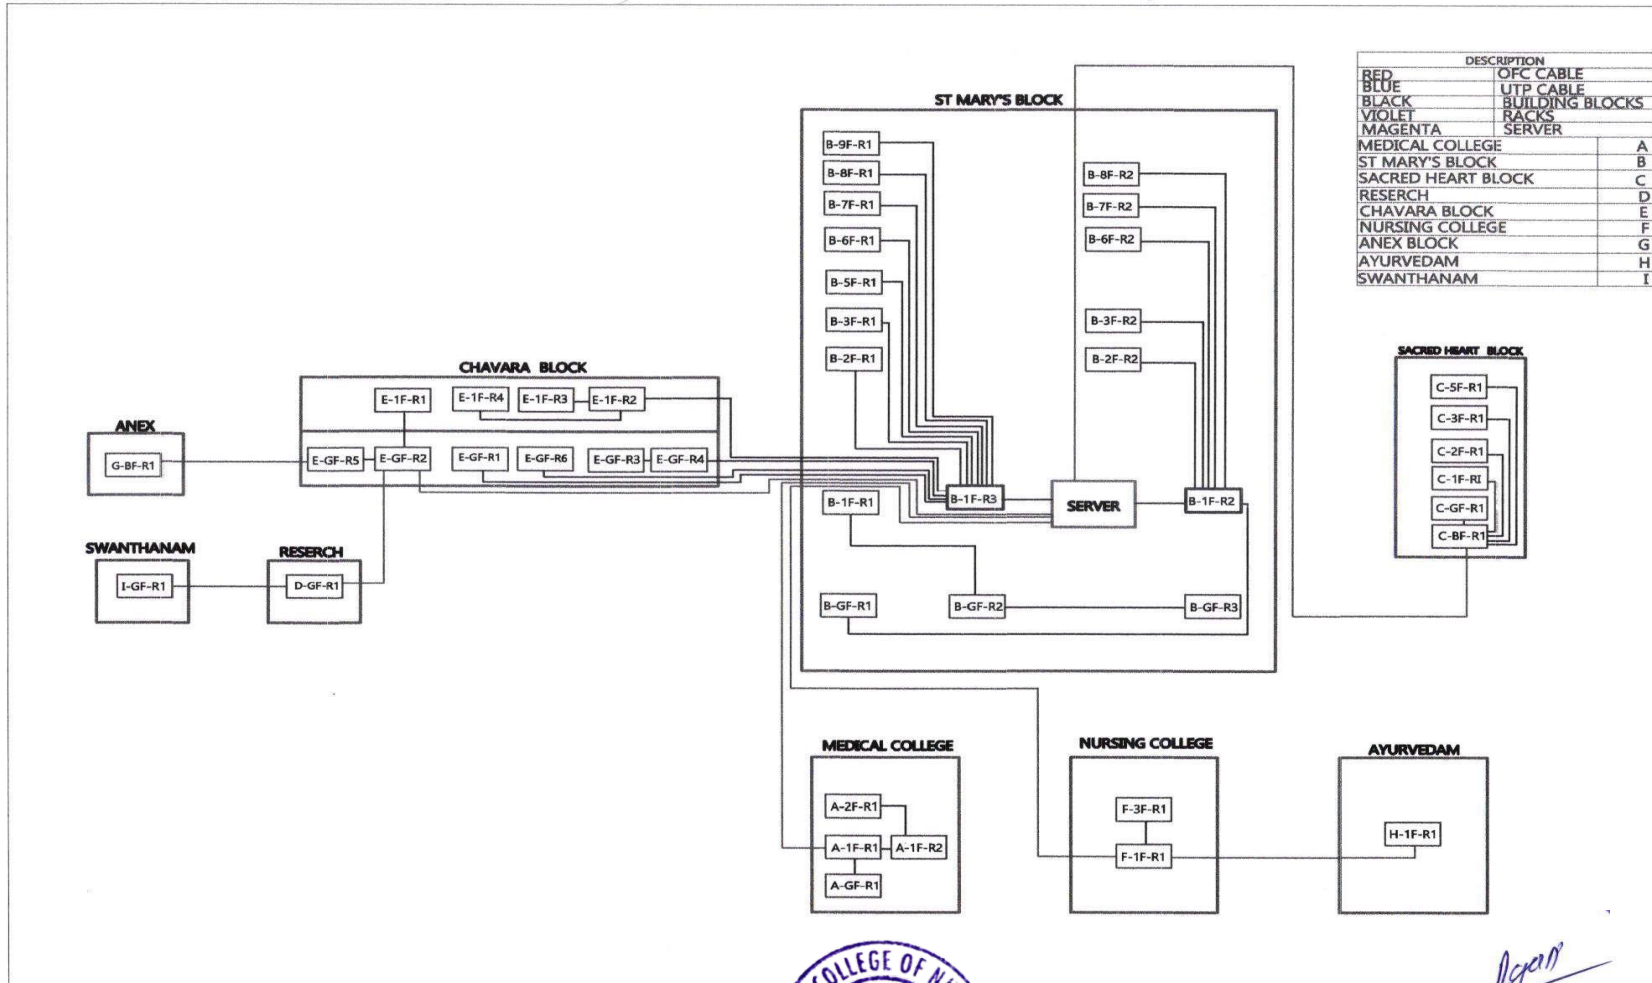 DESCRIPTION
RED OFC CABLE
BLUE UTP CABLE
BLACK BUILDING BLOCKS
VIOLET RACKS
MAGENTA SERVER
MEDICAL COLLEGE A
ST MARY'S BLOCK B
SACRED HEART BLOCK C
RESERCH D
CHAVARA BLOCK E
NURSING COLLEGE F
ANEX BLOCK G
AYURVEDAM H
SWANTHANAM I
ST MARY'S BLOCK
B-9F-R1
B-8F-R1
B-7F-R1
B-6F-R1
B-5F-R1
B-3F-R1
B-2F-R1
B-8F-R2
B-7F-R2
B-6F-R2
B-3F-R2
B-2F-R2
B-1F-R1
B-1F-R3
SERVER
B-1F-R2
B-GF-R1
B-GF-R2
B-GF-R3
SACRED HEART BLOCK
C-5F-R1
C-3F-R1
C-2F-R1
C-1F-RI
C-GF-R1
C-BF-R1
CHAVARA BLOCK
E-1F-R1
E-1F-R4
E-1F-R3
E-1F-R2
E-GF-R5
E-GF-R2
E-GF-R1
E-GF-R6
E-GF-R3
E-GF-R4
ANEX
G-BF-R1
SWANTHANAM
I-GF-R1
RESERCH
D-GF-R1
MEDICAL COLLEGE
A-2F-R1
A-1F-R1
A-1F-R2
A-GF-R1
NURSING COLLEGE
F-3F-R1
F-1F-R1
AYURVEDAM
H-1F-R1
COLLEGE OF